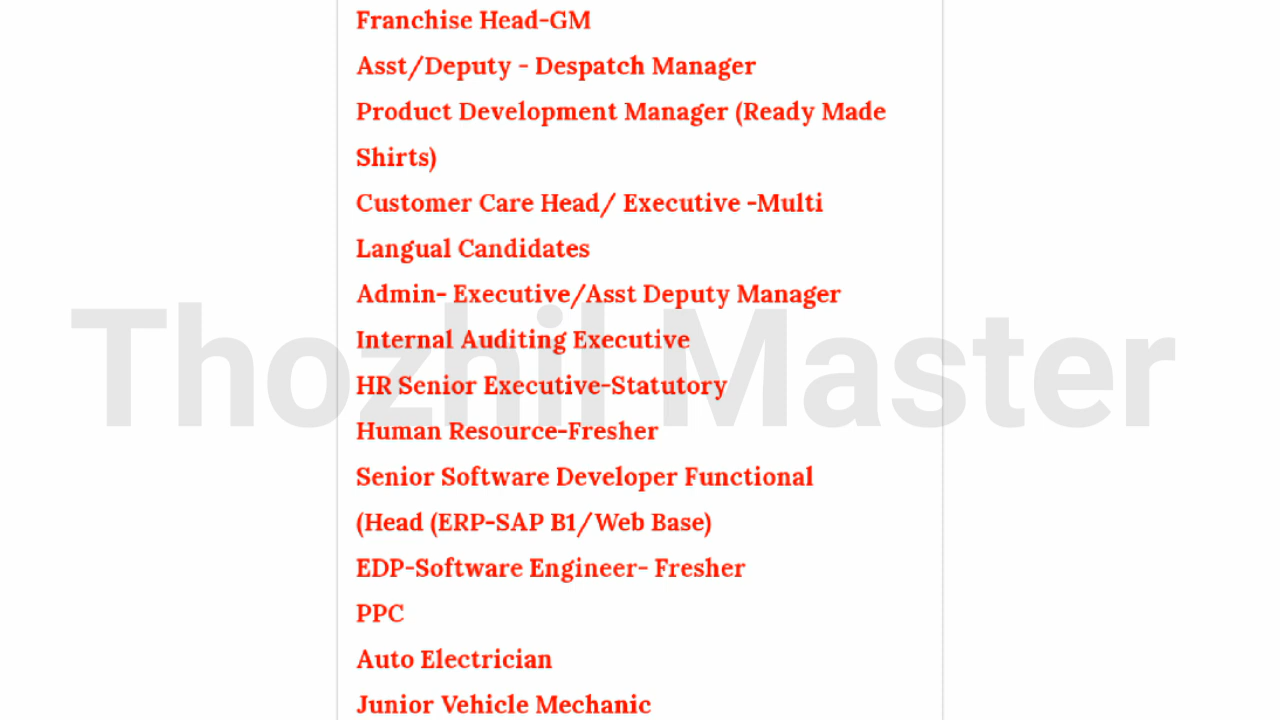 Franchise Head-GM
Asst/Deputy - Despatch Manager
Product Development Manager (Ready Made
Shirts)
Customer Care Head/ Executive -Multi
Langual Candidates
Admin- Executive/Asst Deputy Manager
Internal Auditing Executive
Thozhil Master
HR Senior Executive-Statutory
Human Resource-Fresher
Senior Software Developer Functional
(Head (ERP-SAP B1/Web Base)
EDP-Software Engineer- Fresher
PPC
Auto Electrician
Junior Vehicle Mechanic